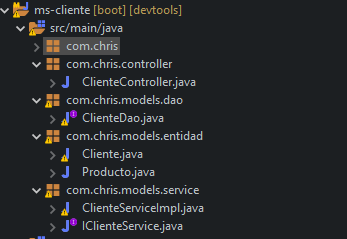 ms-cliente [boot] [devtools]
src/main/java
com.chris
com.chris.controller
ClienteController.java
com.chris.models.dao
ClienteDao.java
com.chris.models.entidad
Cliente.java
Producto.java
com.chris.models.service
ClienteServiceImpl.java
IClienteService.java